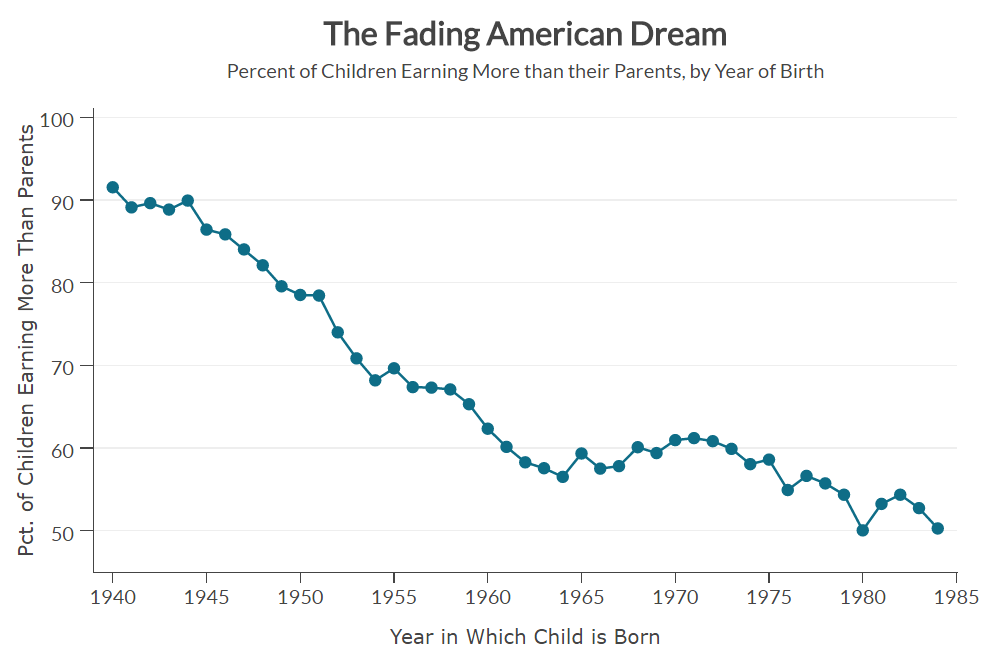 The Fading American Dream
Percent of Children Earning More than their Parents, by Year of Birth
Pct. of Children Earning More Than Parents
100
90
80
70
60
50
1940 1945 1950 1955 1960 1965 1970 1975 1980 1985
Year in Which Child is Born